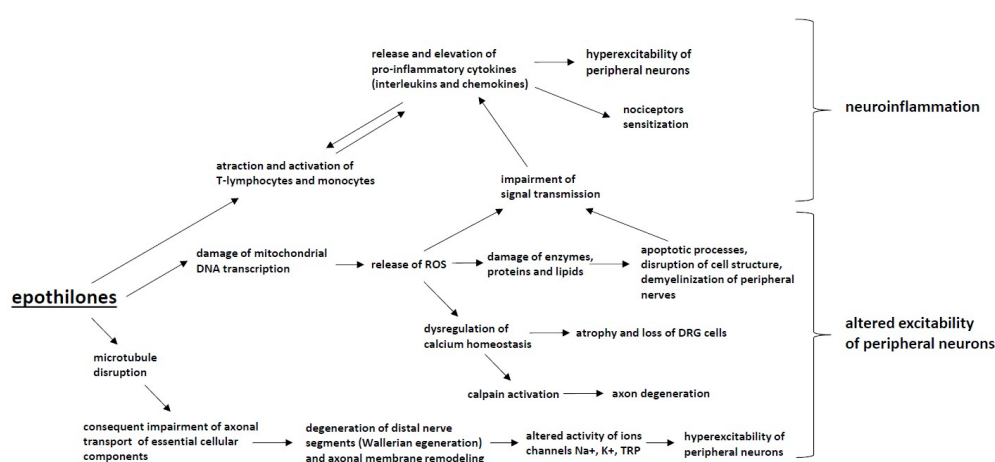 release and elevation of
pro-inflammatory cytokines
(interleukins and chemokines)
hyperexcitability of
peripheral neurons
nociceptors
sensitization
neuroinflammation
atraction and activation of
T-lymphocytes and monocytes
impairment of
signal transmission
damage of mitochondrial
DNA transcription
release of ROS
damage of enzymes,
proteins and lipids
apoptotic processes,
disruption of cell structure,
demyelinization of peripheral
nerves
epothilones
dysregulation of
calcium homeostasis
atrophy and loss of DRG cells
altered excitability
of peripheral neurons
microtubule
disruption
calpain activation
axon degeneration
consequent impairment of axonal
transport of essential cellular
components
degeneration of distal nerve
segments (Wallerian egeneration)
and axonal membrane remodeling
altered activity of ions
channels Na+, K+, TRP
hyperexcitability of
peripheral neurons